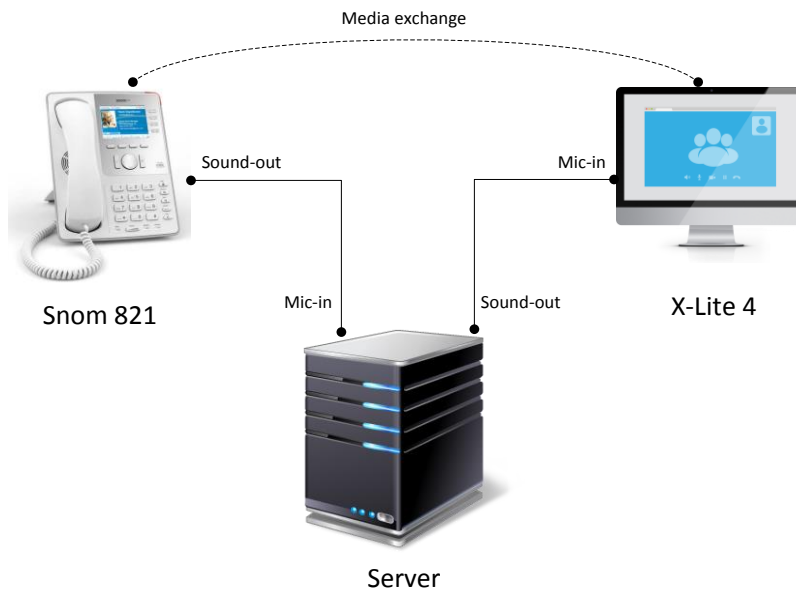 Media exchange
Sound-out
Mic-in
Snom 821
Mic-in
Sound-out
X-Lite 4
Server